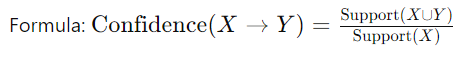 Formula: Confidence(X → Y) = Support(X∪Y) / Support(X)